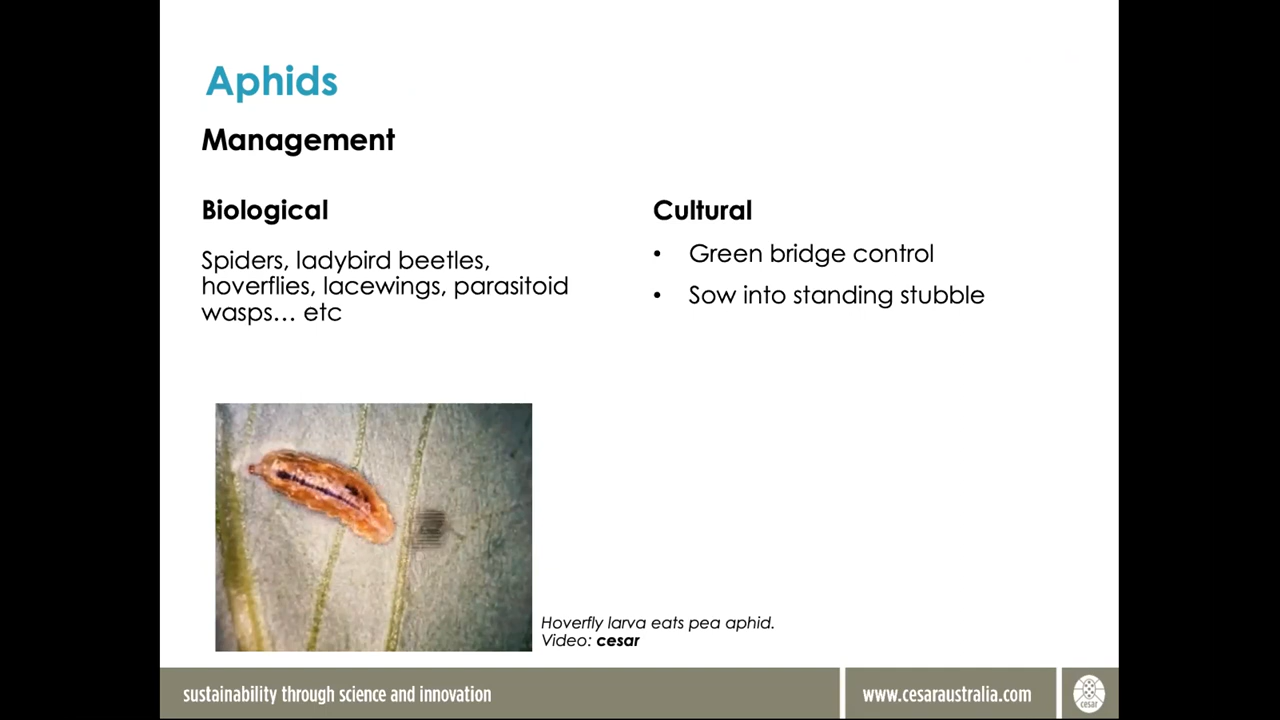 Aphids
Management
Biological
Spiders, ladybird beetles,
hoverflies, lacewings, parasitoid
wasps... etc
Cultural
• Green bridge control
• Sow into standing stubble
Hoverfly larva eats pea aphid.
Video: cesar
sustainability through science and innovation
www.cesaraustralia.com
cesar